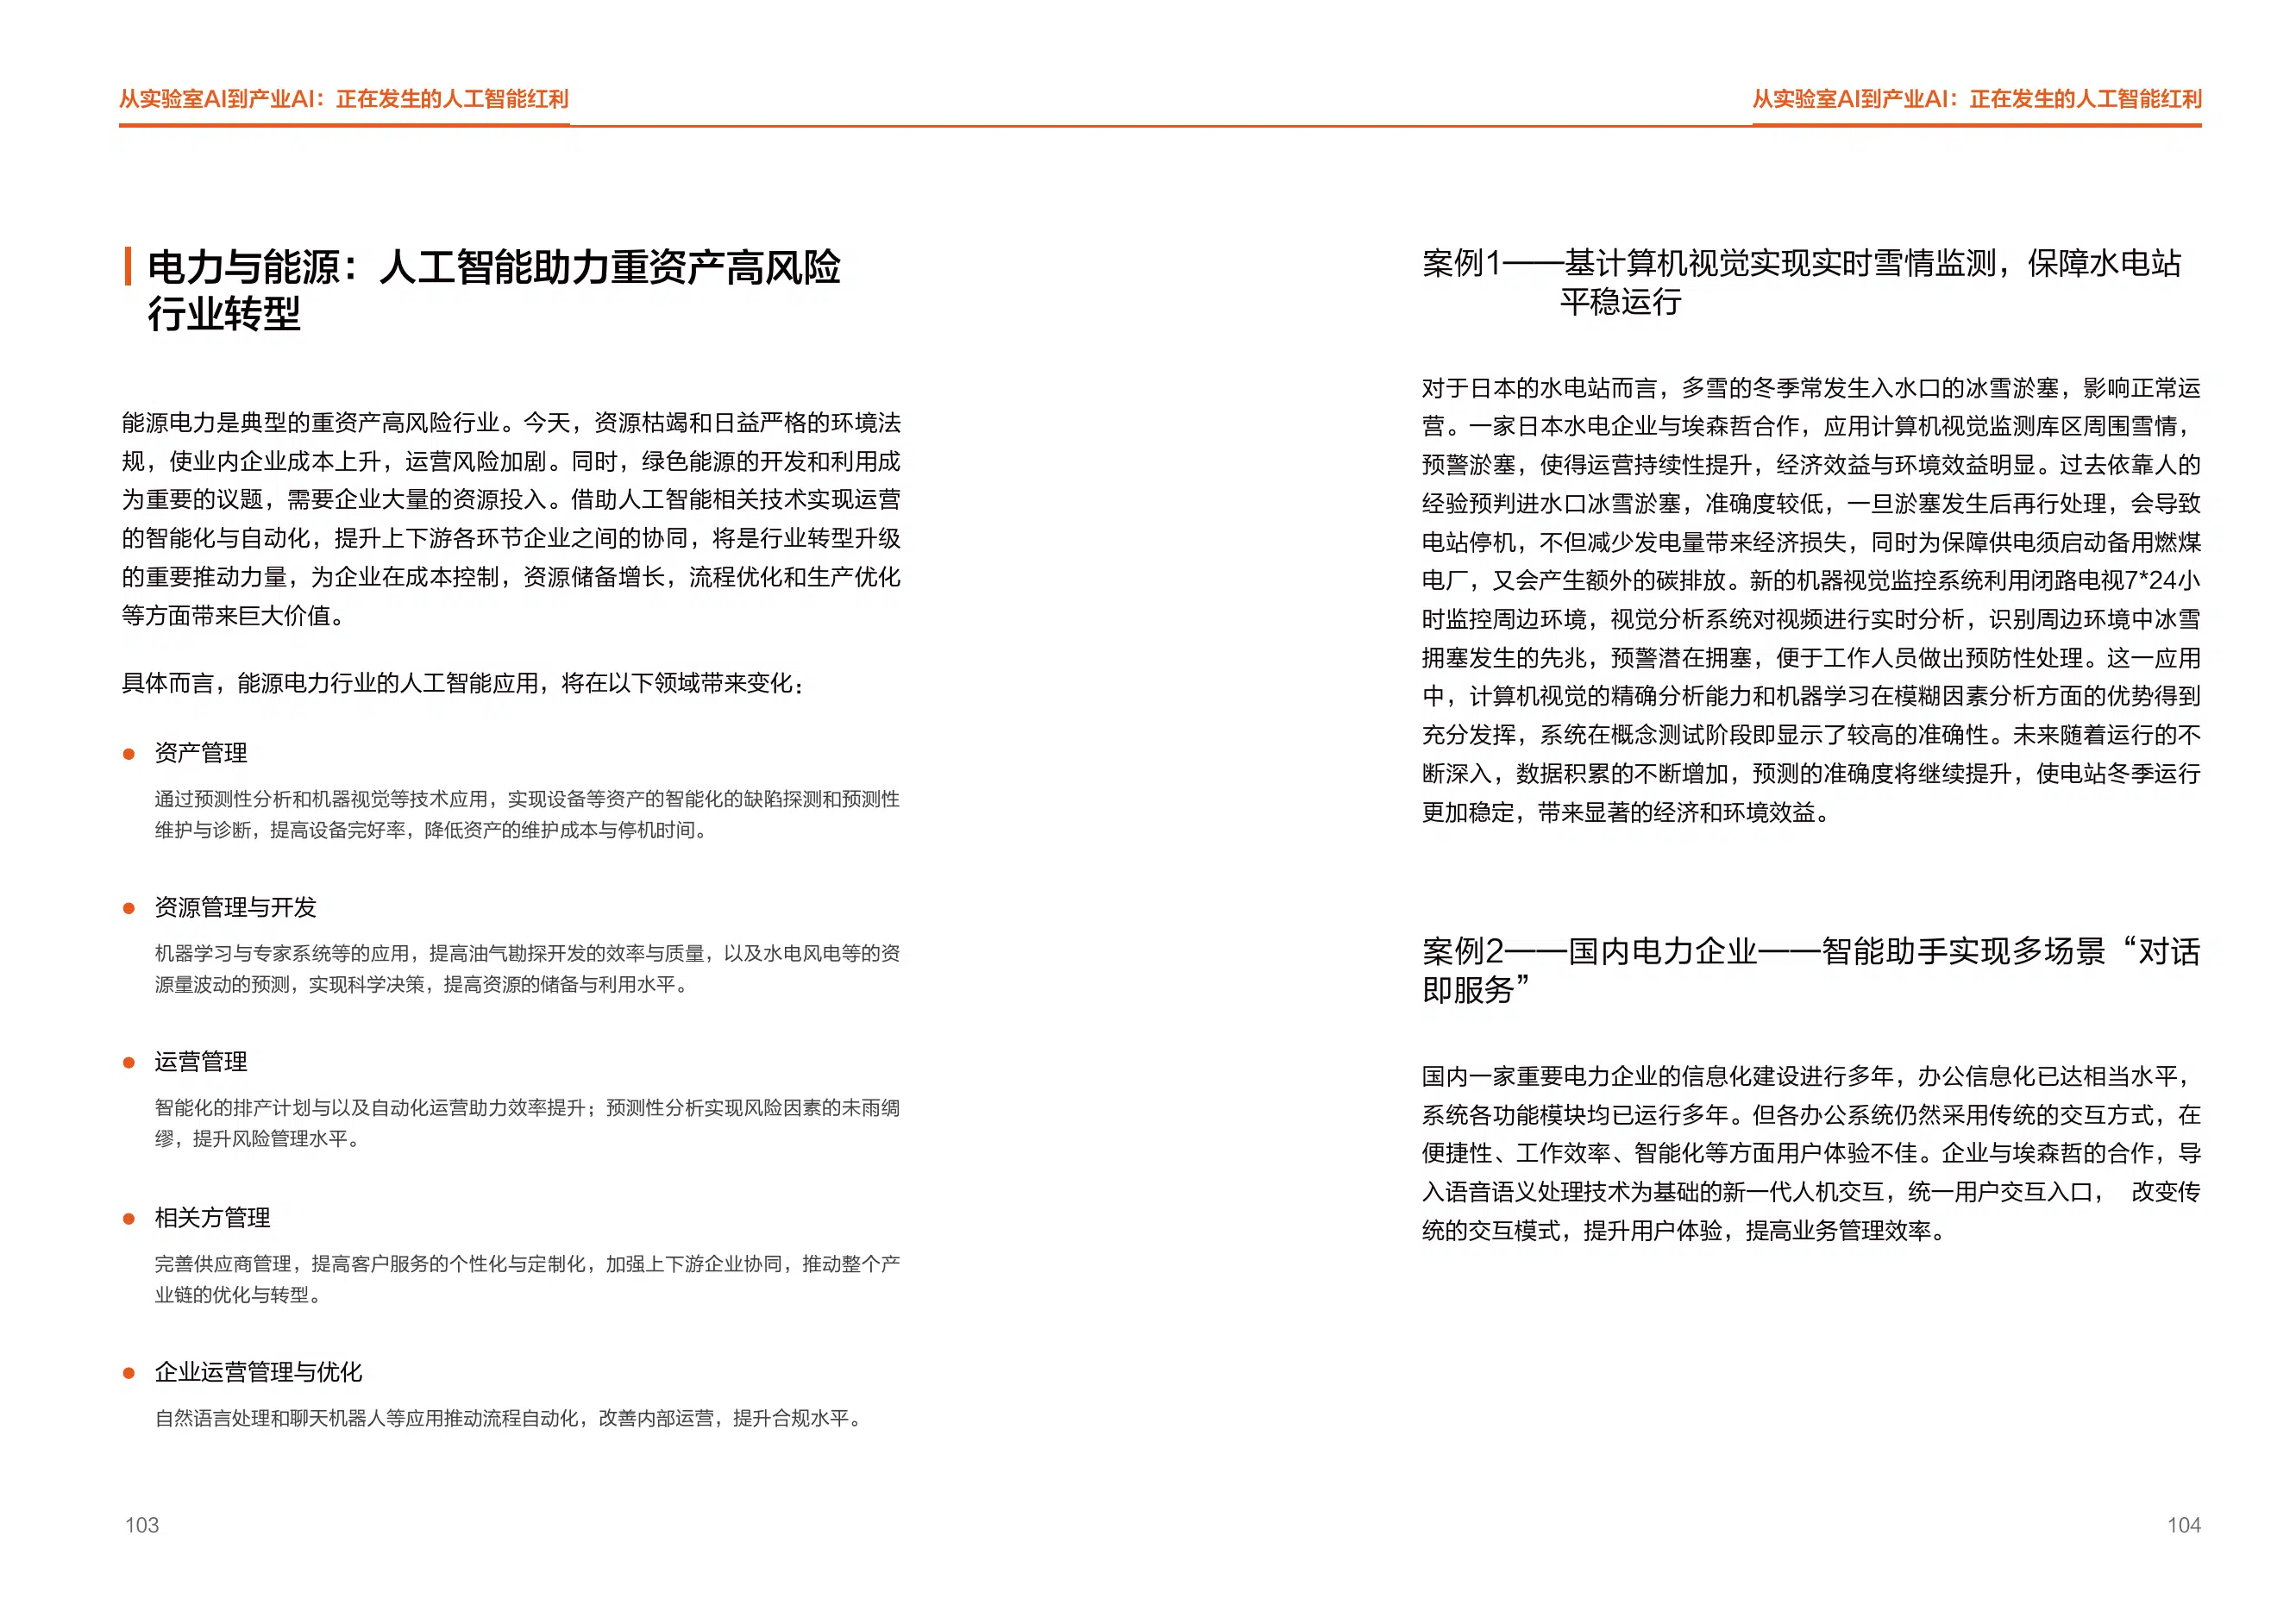 从实验室AI到产业AI：正在发生的人工智能红利
电力与能源：人工智能助力重资产高风险
行业转型
能源电力是典型的重资产高风险行业。今天，资源枯竭和日益严格的环境法
规，使业内企业成本上升，运营风险加剧。同时，绿色能源的开发和利用成
为重要的议题，需要企业大量的资源投入。借助人工智能相关技术实现运营
的智能化与自动化，提升上下游各环节企业之间的协同，将是行业转型升级
的重要推动力量，为企业在成本控制，资源储备增长，流程优化和生产优化
等方面带来巨大价值。
具体而言，能源电力行业的人工智能应用，将在以下领域带来变化：
● 资产管理
通过预测性分析和机器视觉等技术应用，实现设备等资产的智能化的缺陷探测和预测性
维护与诊断，提高设备完好率，降低资产的维护成本与停机时间。
● 资源管理与开发
机器学习与专家系统等的应用，提高油气勘探开发的效率与质量，以及水电风电等的资
源量波动的预测，实现科学决策，提高资源的储备与利用水平。
● 运营管理
智能化的排产计划与以及自动化运营助力效率提升；预测性分析实现风险因素的未雨绸
缪，提升风险管理水平。
● 相关方管理
完善供应商管理，提高客户服务的个性化与定制化，加强上下游企业协同，推动整个产
业链的优化与转型。
● 企业运营管理与优化
自然语言处理和聊天机器人等应用推动流程自动化，改善内部运营，提升合规水平。
103
从实验室AI到产业AI：正在发生的人工智能红利
案例1——基计算机视觉实现实时雪情监测，保障水电站
平稳运行
对于日本的水电站而言，多雪的冬季常发生入水口的冰雪淤塞，影响正常运
营。一家日本水电企业与埃森哲合作，应用计算机视觉监测库区周围雪情，
预警淤塞，使得运营持续性提升，经济效益与环境效益明显。过去依靠人的
经验预判进水口冰雪淤塞，准确度较低，一旦淤塞发生后再行处理，会导致
电站停机，不但减少发电量带来经济损失，同时为保障供电须启动备用燃煤
电厂，又会产生额外的碳排放。新的机器视觉监控系统利用闭路电视7*24小
时监控周边环境，视觉分析系统对视频进行实时分析，识别周边环境中冰雪
拥塞发生的先兆，预警潜在拥塞，便于工作人员做出预防性处理。这一应用
中，计算机视觉的精确分析能力和机器学习在模糊因素分析方面的优势得到
充分发挥，系统在概念测试阶段即显示了较高的准确性。未来随着运行的不
断深入，数据积累的不断增加，预测的准确度将继续提升，使电站冬季运行
更加稳定，带来显著的经济和环境效益。
案例2——国内电力企业——智能助手实现多场景“对话
即服务”
国内一家重要电力企业的信息化建设进行多年，办公信息化已达相当水平，
系统各功能模块均已运行多年。但各办公系统仍然采用传统的交互方式，在
便捷性、工作效率、智能化等方面用户体验不佳。企业与埃森哲的合作，导
入语音语义处理技术为基础的新一代人机交互，统一用户交互入口， 改变传
统的交互模式，提升用户体验，提高业务管理效率。
104